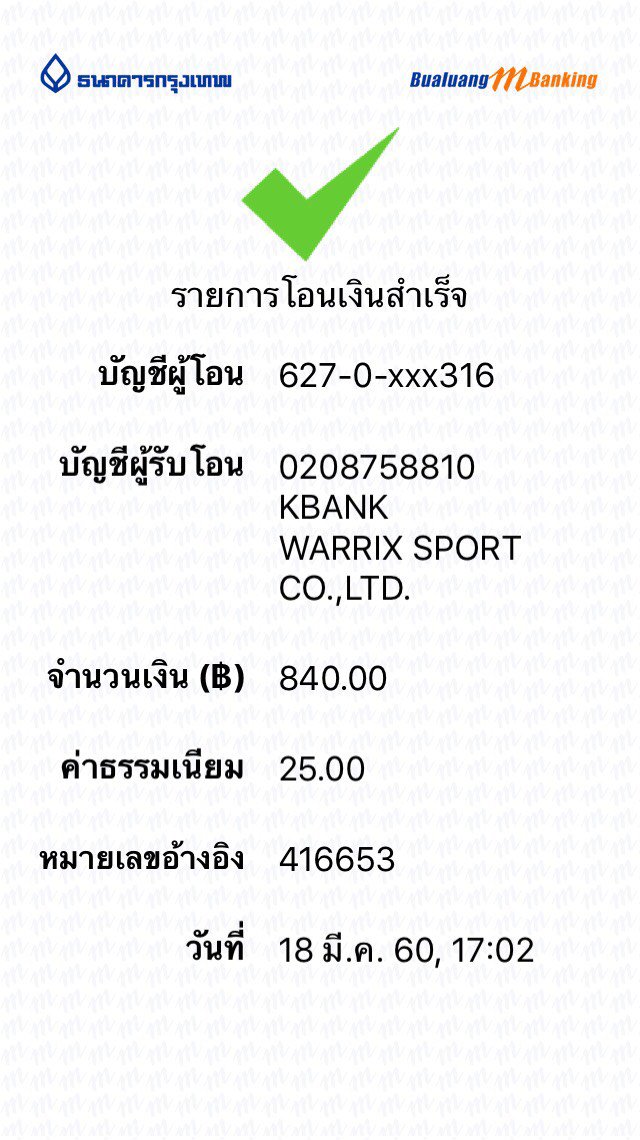 ธนาคารกรุงเทพ Bualuang mBanking
รายการโอนเงินสำเร็จ
บัญชีผู้โอน 627-0-xxx316
บัญชีผู้รับโอน 0208758810
KBANK
WARRIX SPORT
CO.,LTD.
จำนวนเงิน (฿) 840.00
ค่าธรรมเนียม 25.00
หมายเลขอ้างอิง 416653
วันที่ 18 มี.ค. 60, 17:02